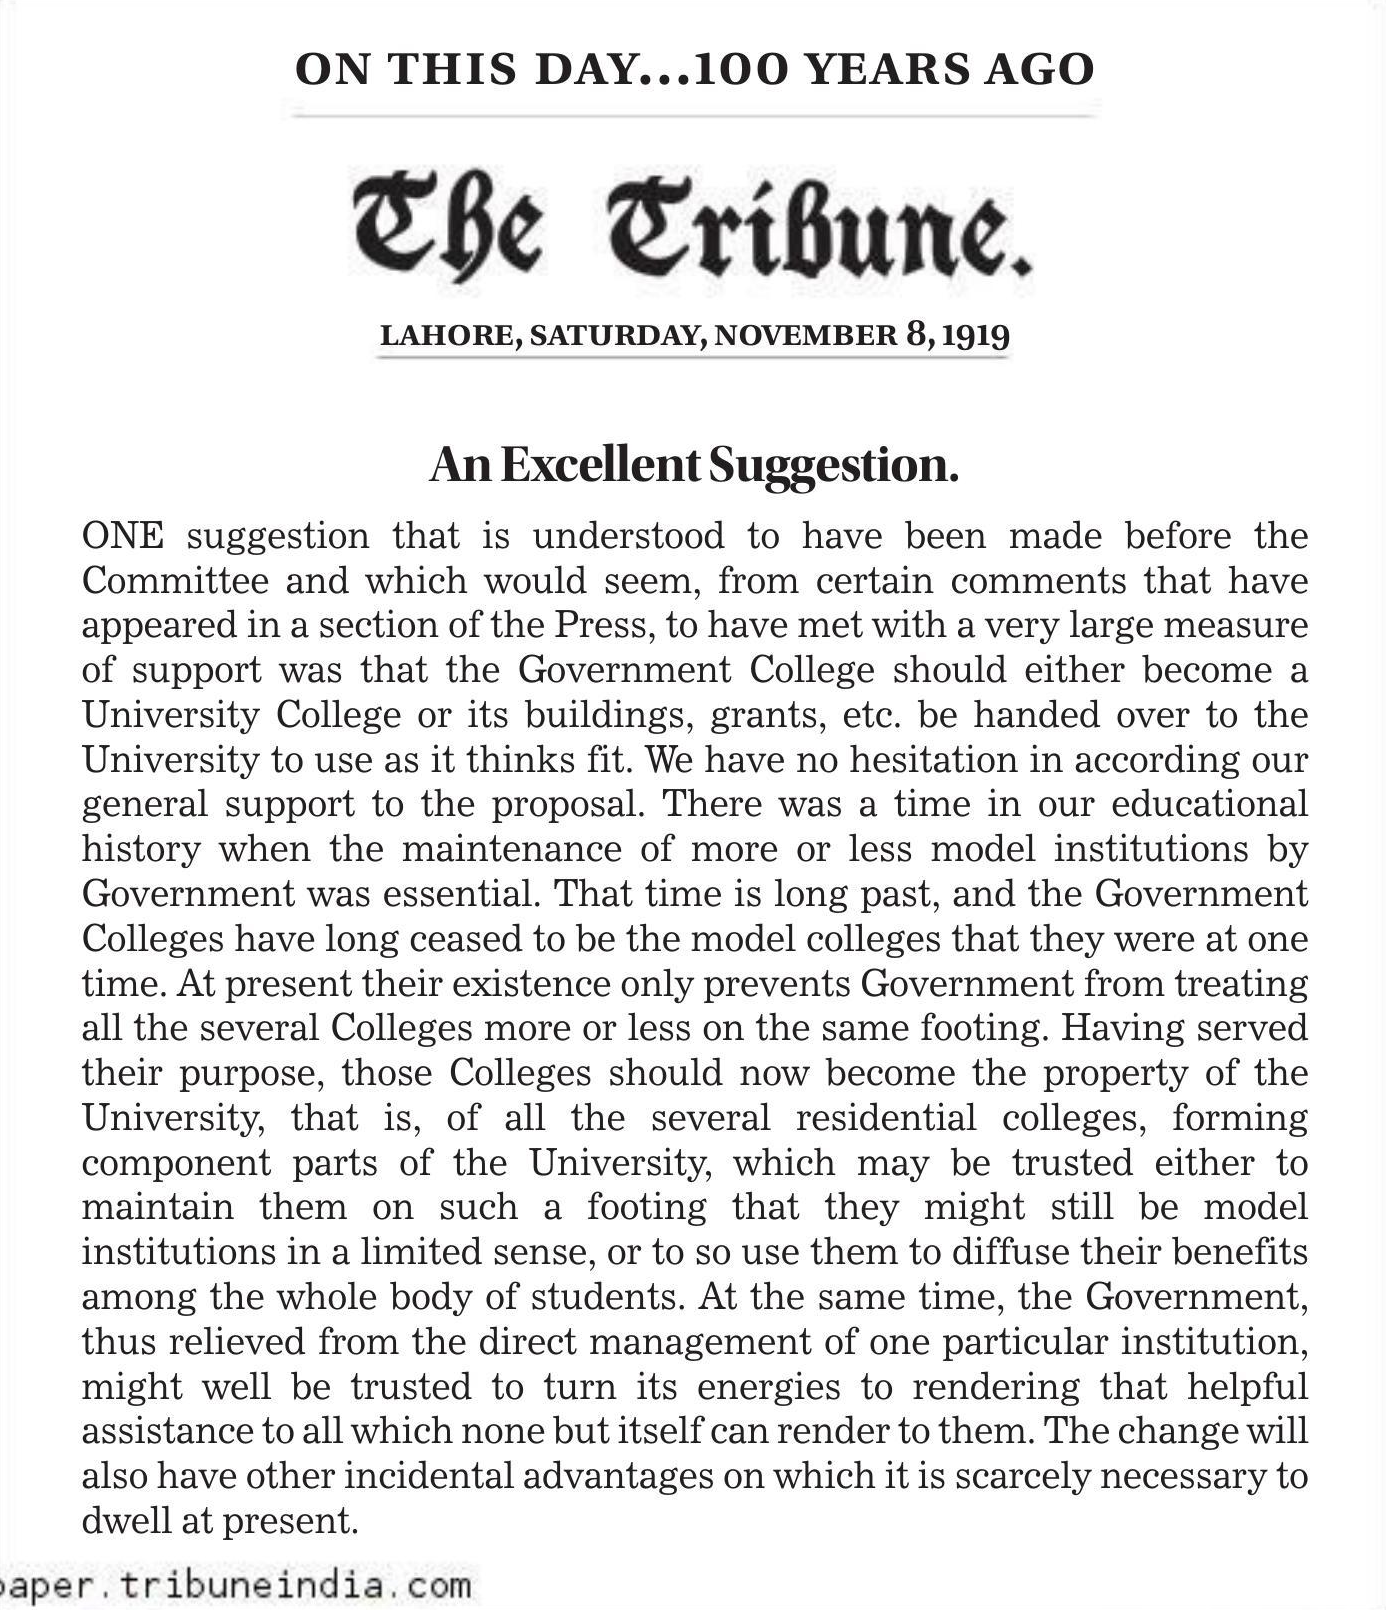 ON THIS DAY...100 YEARS AGO
The Tribune.
LAHORE, SATURDAY, NOVEMBER 8, 1919
An Excellent Suggestion.
ONE suggestion that is understood to have been made before the
Committee and which would seem, from certain comments that have
appeared in a section of the Press, to have met with a very large measure
of support was that the Government College should either become a
University College or its buildings, grants, etc. be handed over to the
University to use as it thinks fit. We have no hesitation in according our
general support to the proposal. There was a time in our educational
history when the maintenance of more or less model institutions by
Government was essential. That time is long past, and the Government
Colleges have long ceased to be the model colleges that they were at one
time. At present their existence only prevents Government from treating
all the several Colleges more or less on the same footing. Having served
their purpose, those Colleges should now become the property of the
University, that is, of all the several residential colleges, forming
component parts of the University, which may be trusted either to
maintain them on such a footing that they might still be model
institutions in a limited sense, or to so use them to diffuse their benefits
among the whole body of students. At the same time, the Government,
thus relieved from the direct management of one particular institution,
might well be trusted to turn its energies to rendering that helpful
assistance to all which none but itself can render to them. The change will
also have other incidental advantages on which it is scarcely necessary to
dwell at present.
paper.tribuneindia.com